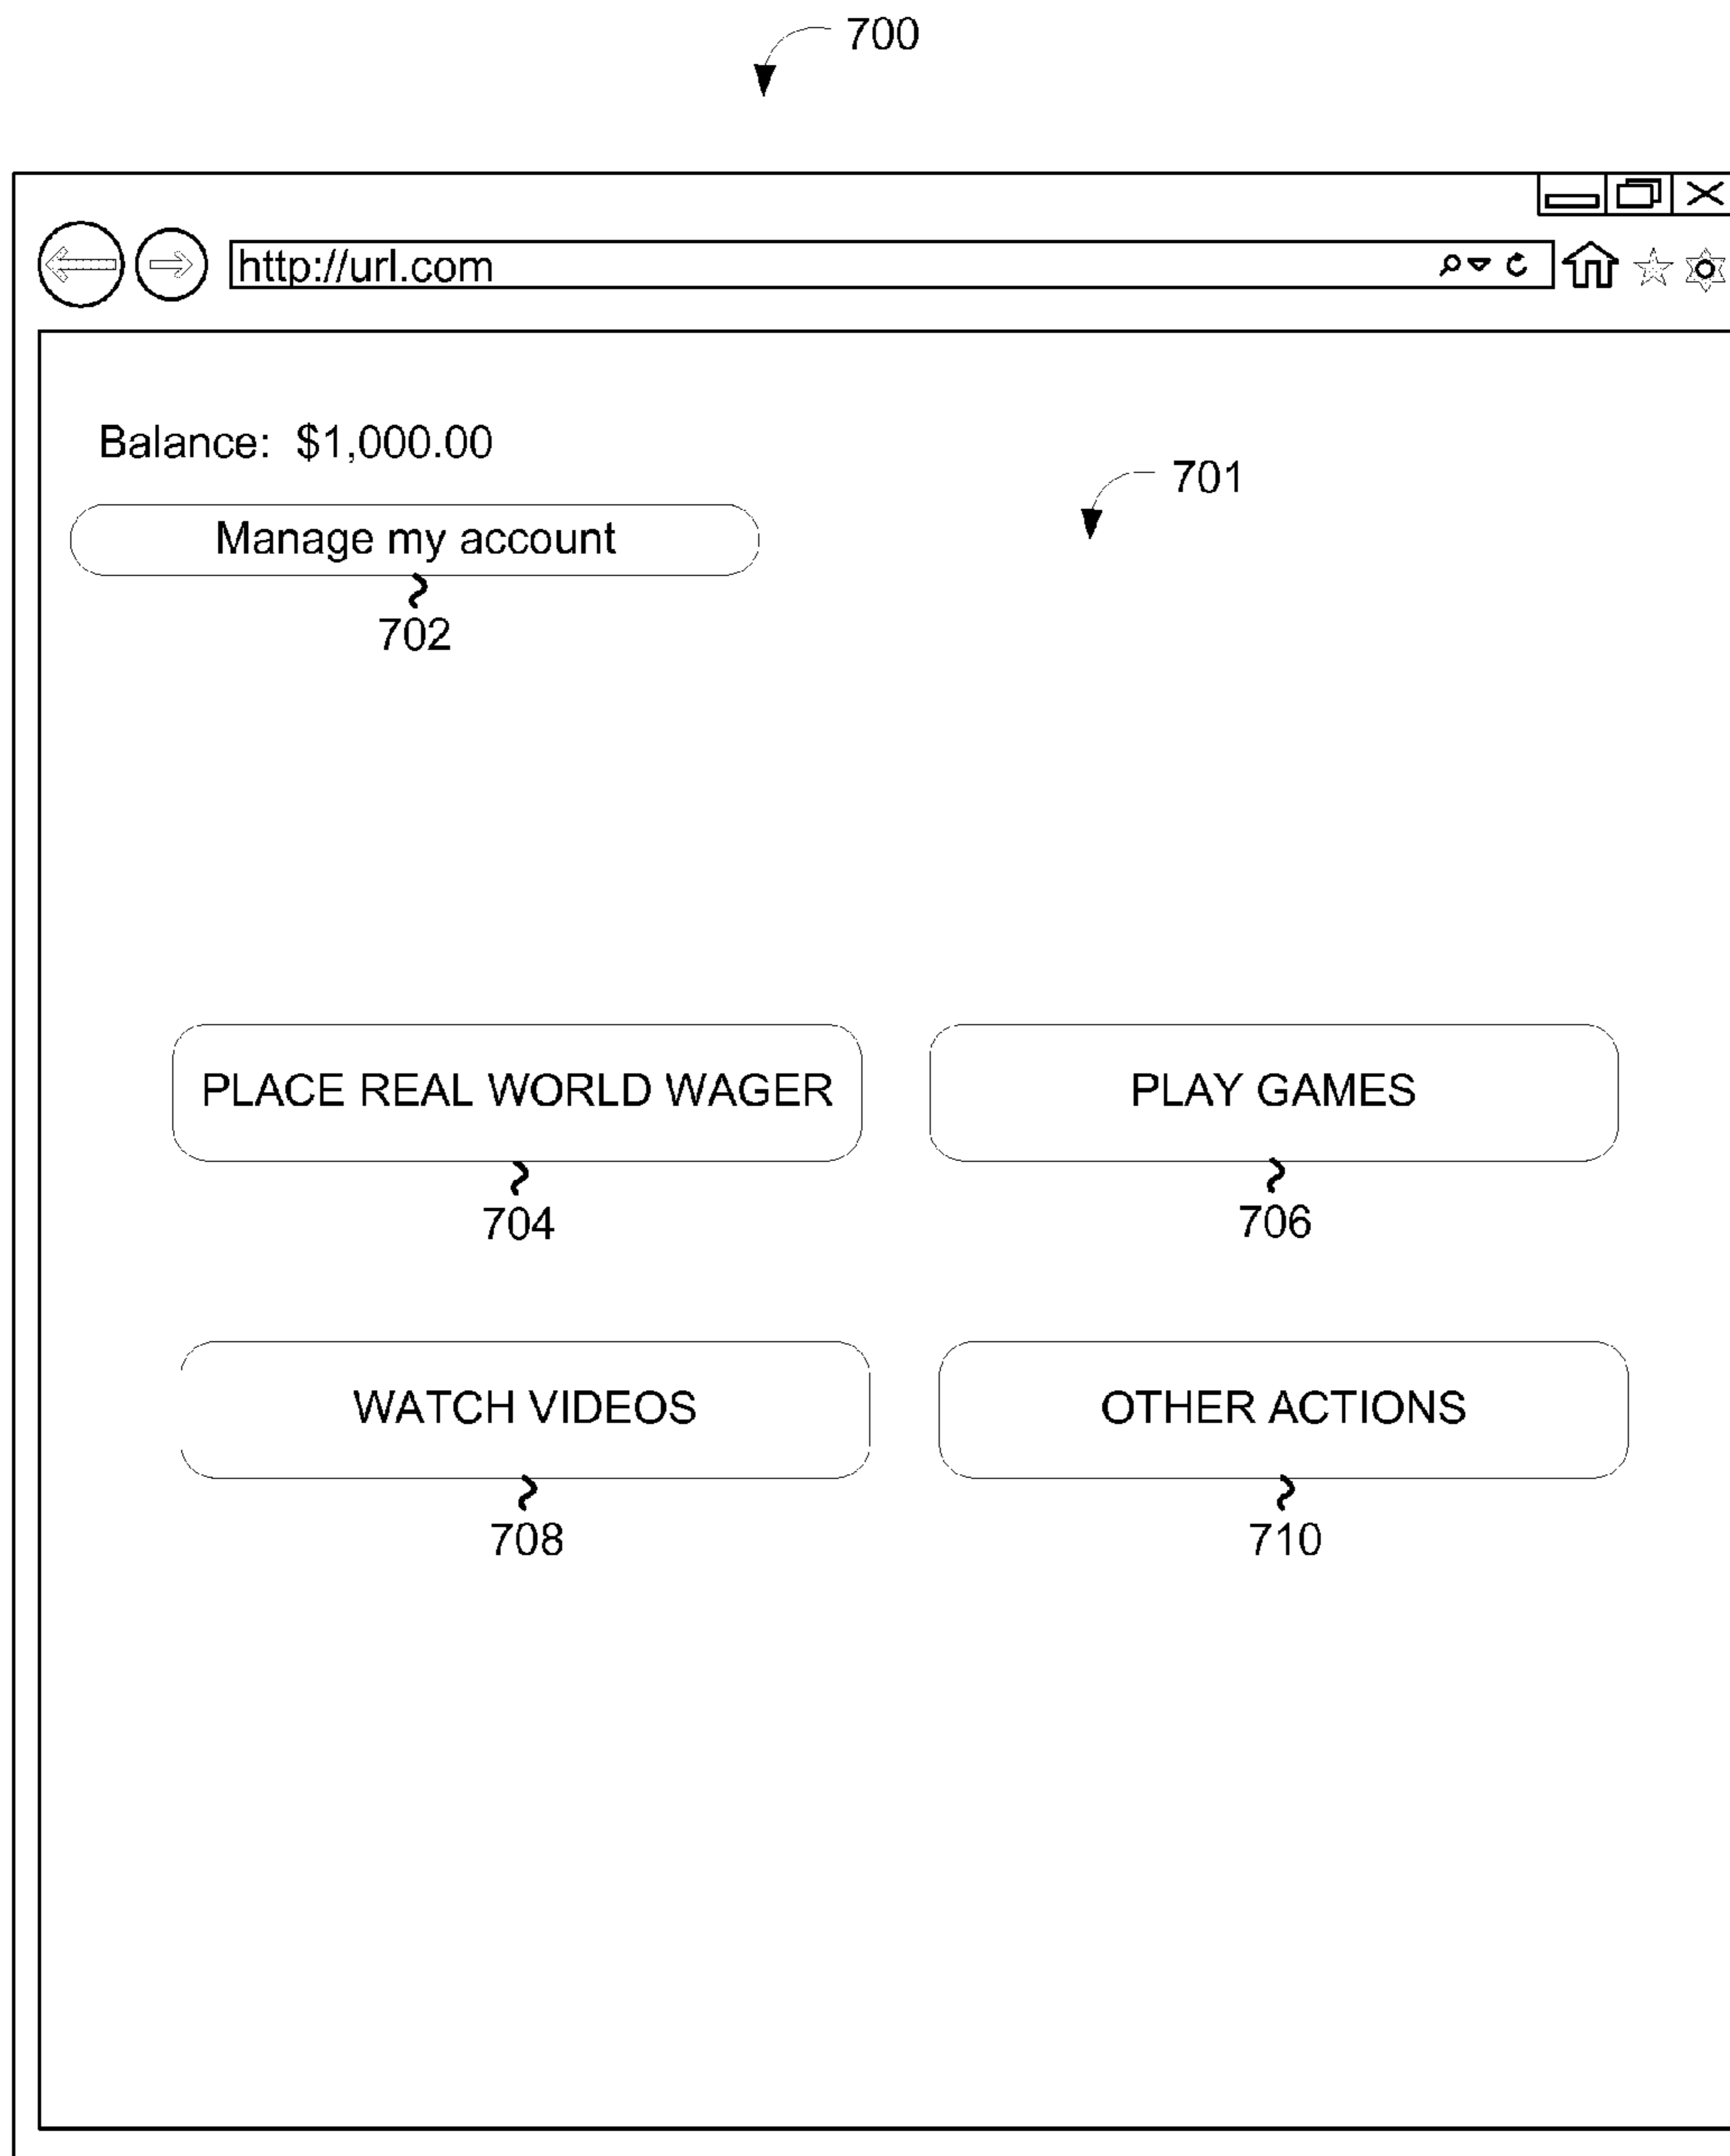 700
http://url.com
Balance: $1,000.00
701
Manage my account
702
PLACE REAL WORLD WAGER
PLAY GAMES
704
706
WATCH VIDEOS
OTHER ACTIONS
708
710